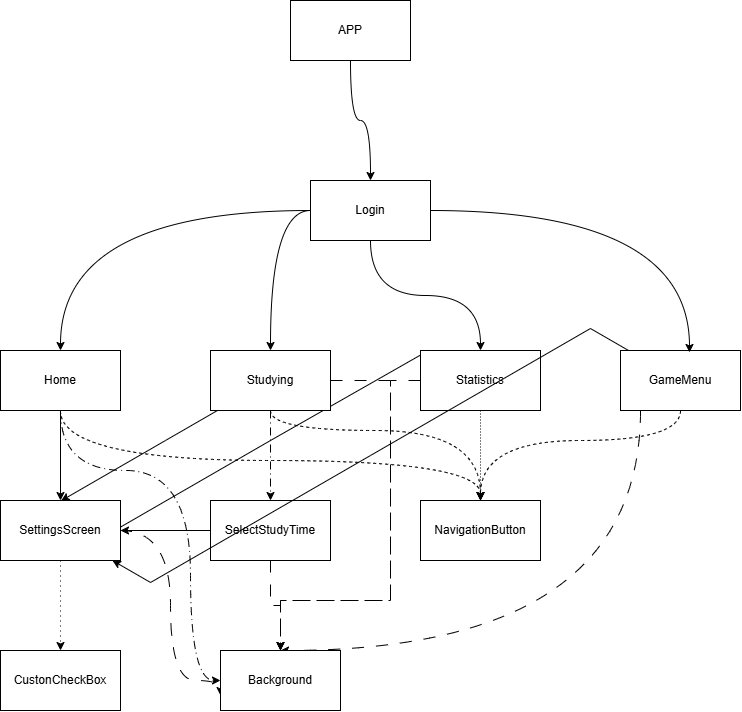 APP
Login
Home
Studying
Statistics
GameMenu
SettingsScreen
SelectStudyTime
NavigationButton
CustonCheckBox
Background